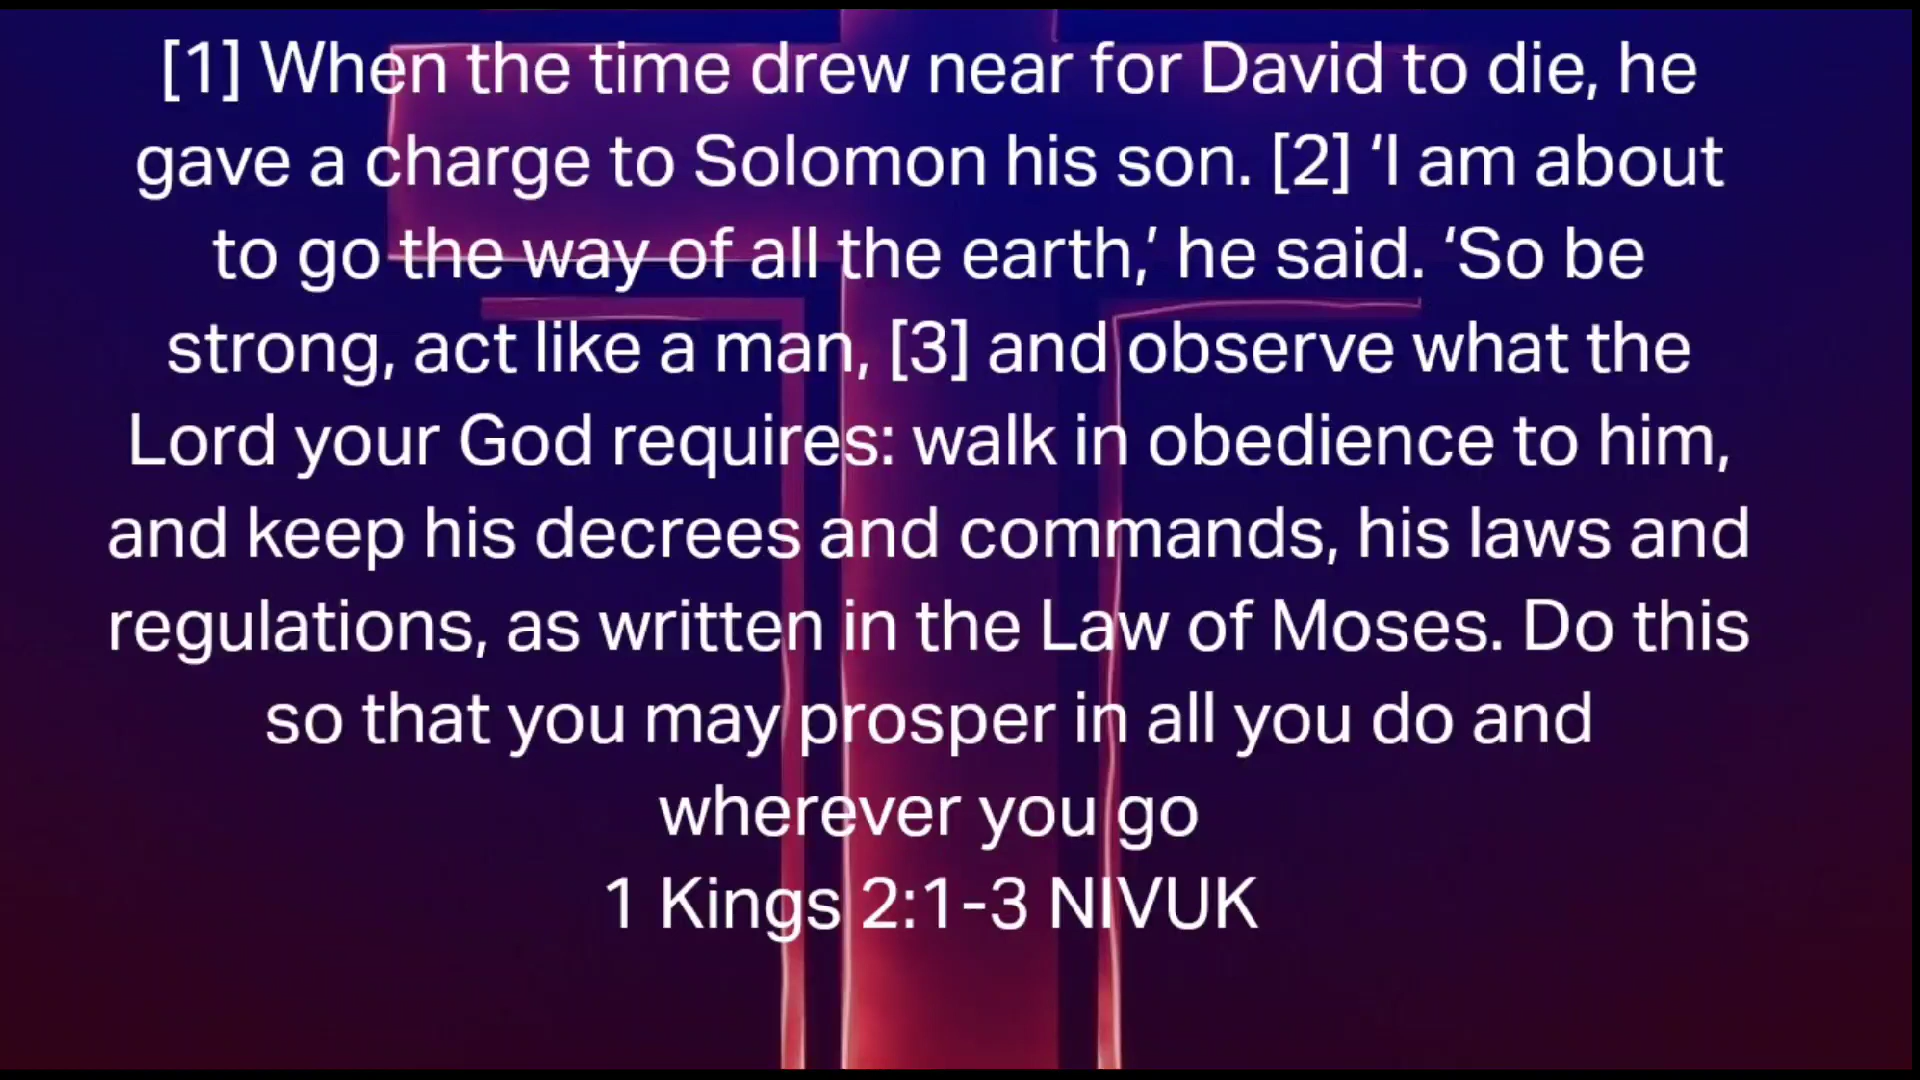 [1] When the time drew near for David to die, he
gave a charge to Solomon his son. [2] ‘I am about
to go the way of all the earth,’ he said. ‘So be
strong, act like a man, [3] and observe what the
Lord your God requires: walk in obedience to him,
and keep his decrees and commands, his laws and
regulations, as written in the Law of Moses. Do this
so that you may prosper in all you do and
wherever you go
1 Kings 2:1-3 NIVUK